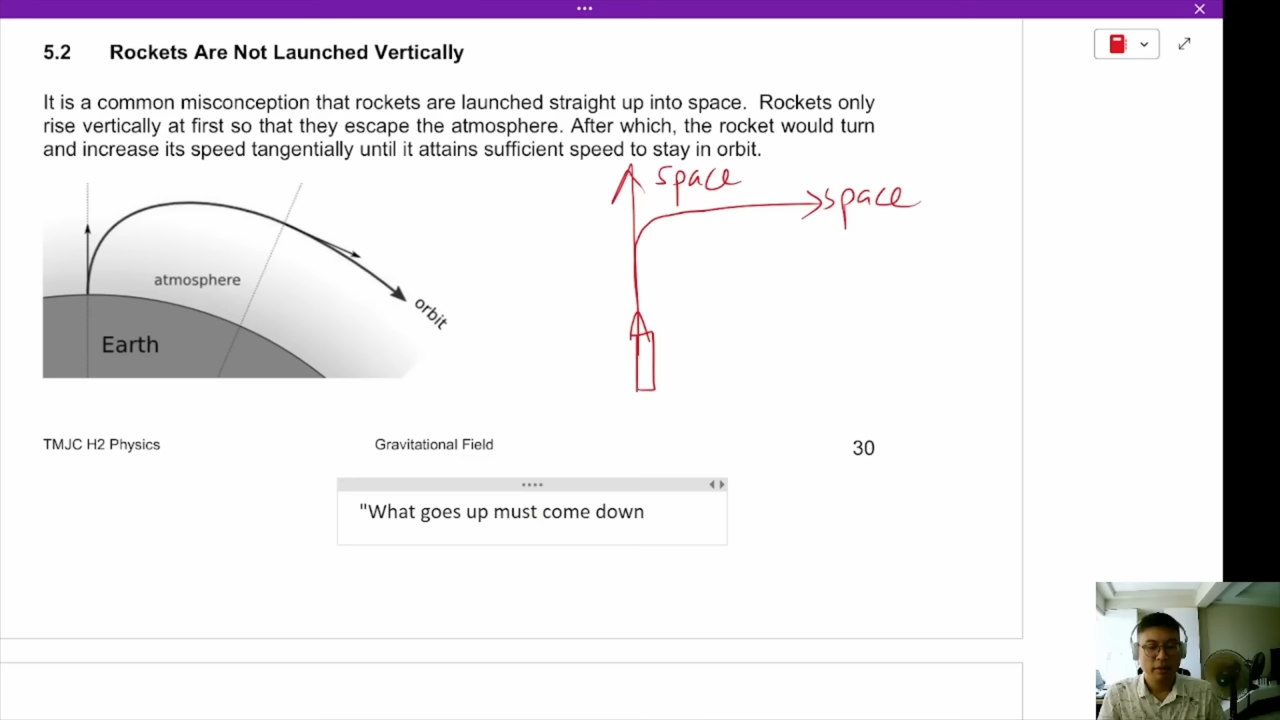 5.2 Rockets Are Not Launched Vertically
It is a common misconception that rockets are launched straight up into space. Rockets only
rise vertically at first so that they escape the atmosphere. After which, the rocket would turn
and increase its speed tangentially until it attains sufficient speed to stay in orbit.
space
space
atmosphere
orbit
Earth
TMJC H2 Physics Gravitational Field 30
"What goes up must come down